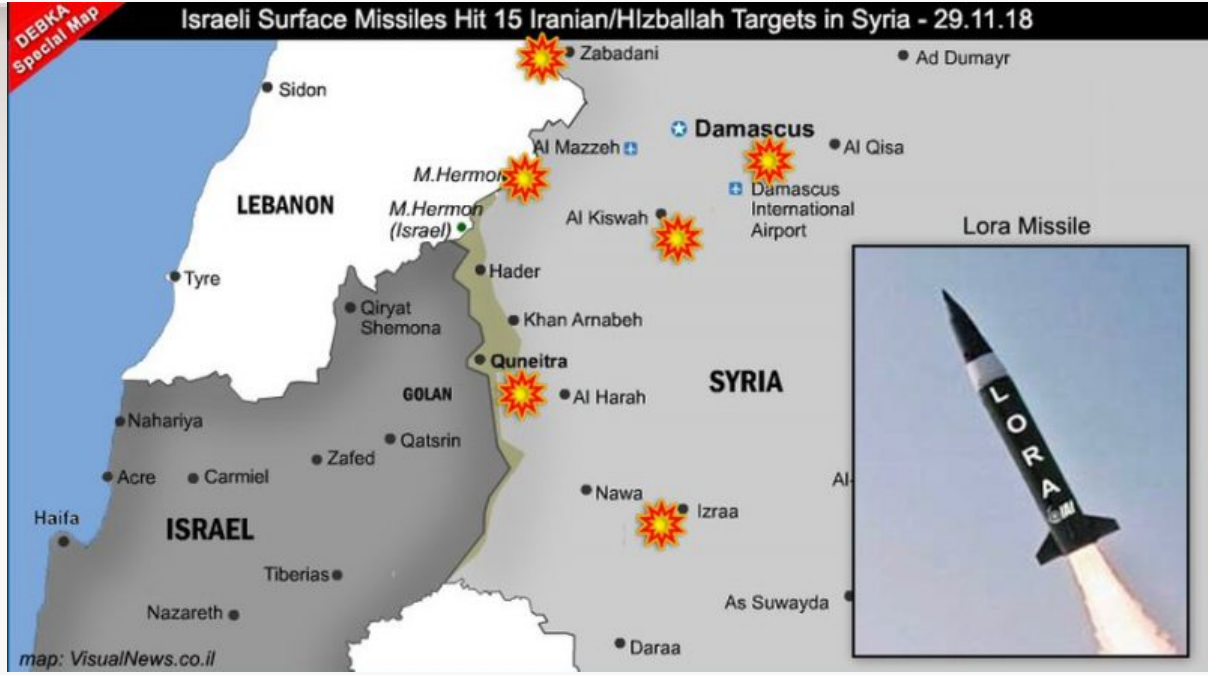 DEBKA
Special Map
Israeli Surface Missiles Hit 15 Iranian/HIzballah Targets in Syria - 29.11.18
Zabadani
Ad Dumayr
Sidon
Damascus
Al Mazzeh
Al Qisa
M.Hermon
LEBANON
M.Hermon
(Israel)
Al Kiswah
Damascus
International
Airport
Lora Missile
Tyre
Hader
Qiryat
Shemona
Khan Arnabeh
Quneitra
GOLAN
SYRIA
Al Harah
Nahariya
Qatsrin
Zafed
Acre
Carmiel
Al-
Nawa
Izraa
Haifa
ISRAEL
Tiberias
As Suwayda
Nazareth
Daraa
map: VisualNews.co.il
LORA
IAI